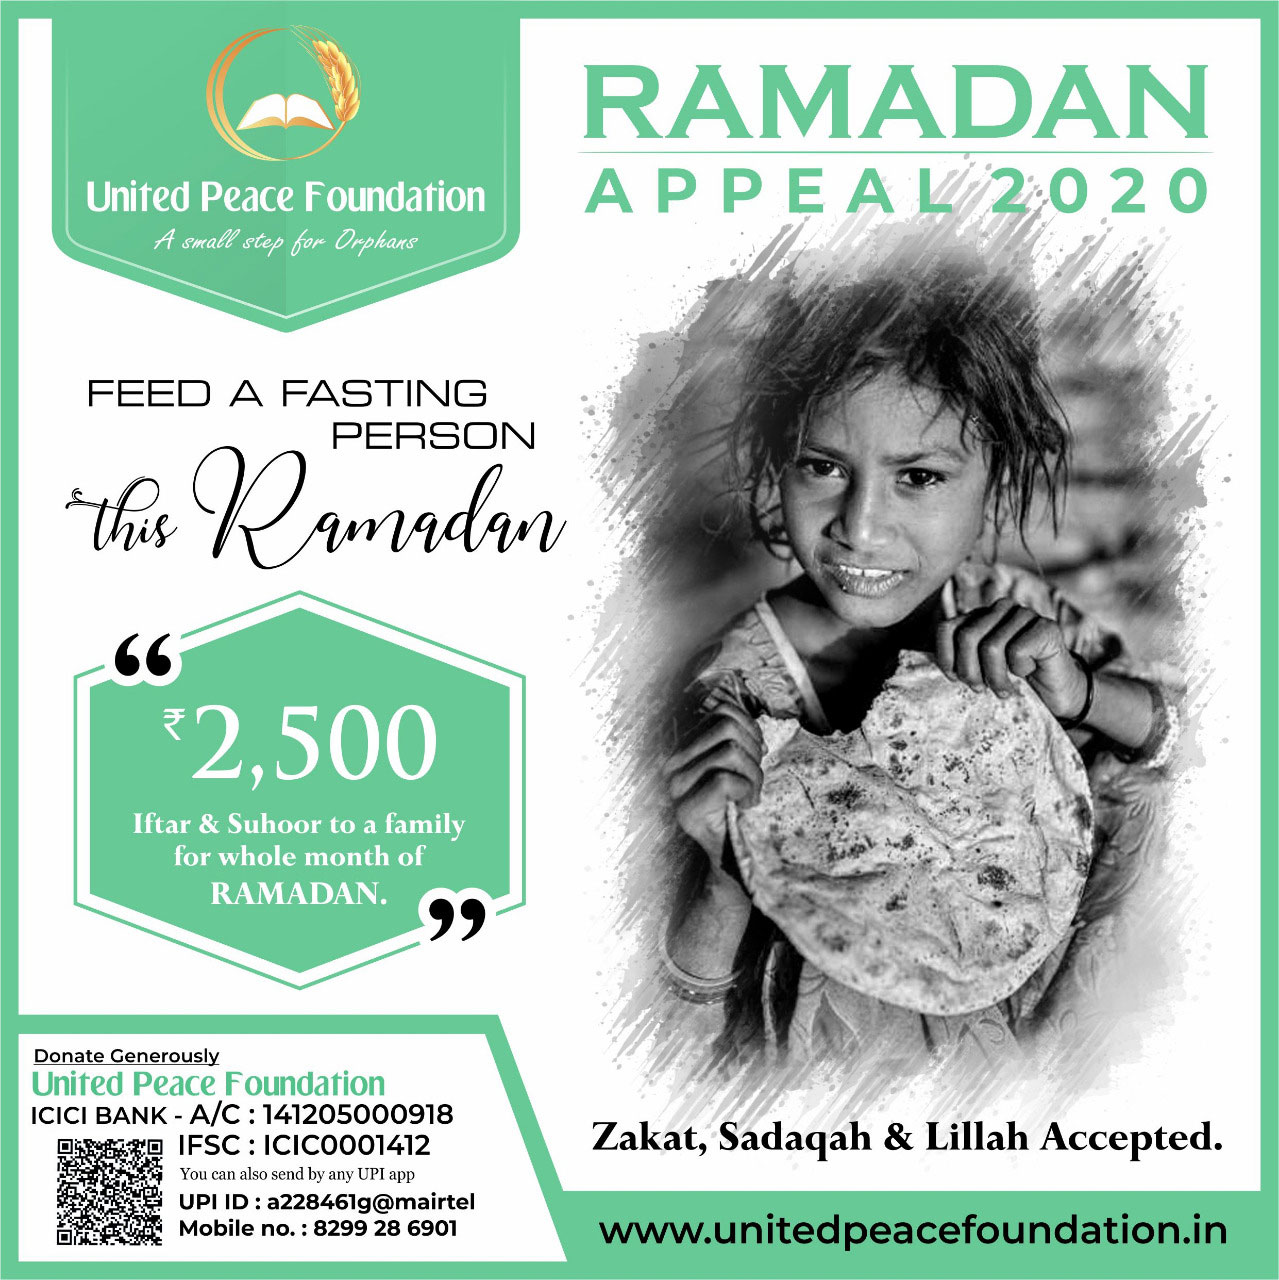 United Peace Foundation
A small step for Orphans
RAMADAN
APPEAL 2020
FEED A FASTING
PERSON
this Ramadan
“
₹2,500
Iftar & Suhoor to a family
for whole month of
RAMADAN.
”
Donate Generously
United Peace Foundation
ICICI BANK - A/C : 141205000918
IFSC : ICIC0001412
You can also send by any UPI app
UPI ID : a228461g@mairtel
Mobile no. : 8299 28 6901
Zakat, Sadaqah & Lillah Accepted.
www.unitedpeacefoundation.in